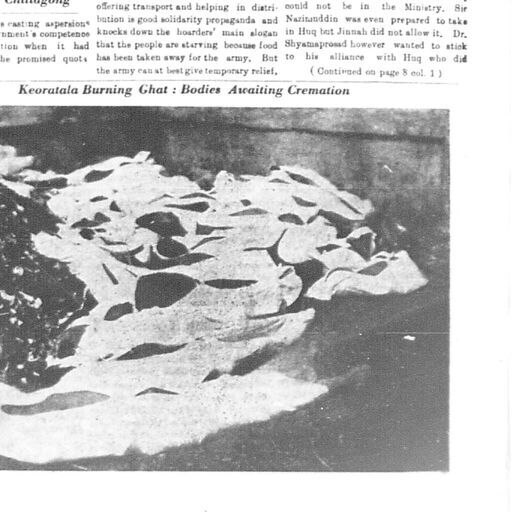 Chittagong
s casting aspersions
nment's competence
tion when it had
he promised quota
offering transport and helping in distri-
bution is good solidarity propaganda and
knocks down the hoarders' main slogan
that the people are starving because food
has been taken away for the army. But
the army can at best give temporary relief,
could not be in the Ministry. Sir
Nazimuddin was even prepared to take
in Huq but Jinnah did not allow it. Dr.
Shyamaprosad however wanted to stick
to his alliance with Huq who did
(Continued on page 8 col. 1)
Keoratala Burning Ghat : Bodies Awaiting Cremation